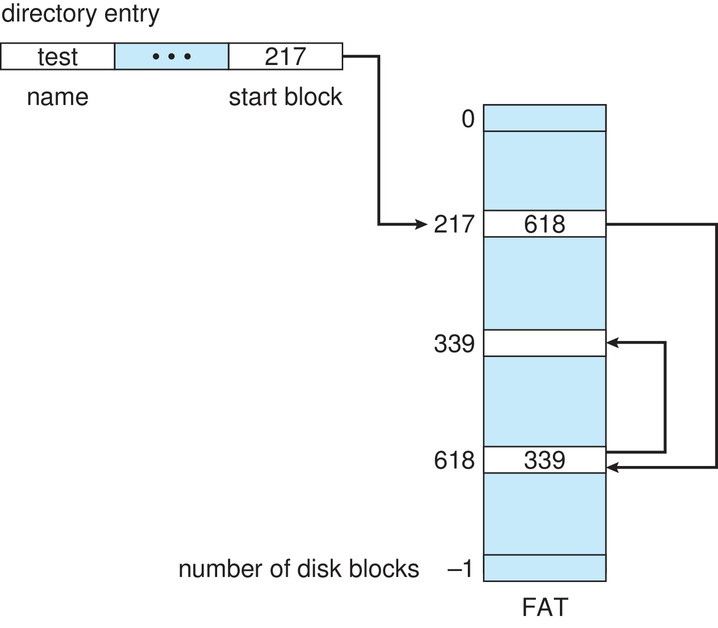 directory entry
test ••• 217
name start block
0
217 618
339
618 339
number of disk blocks –1
FAT